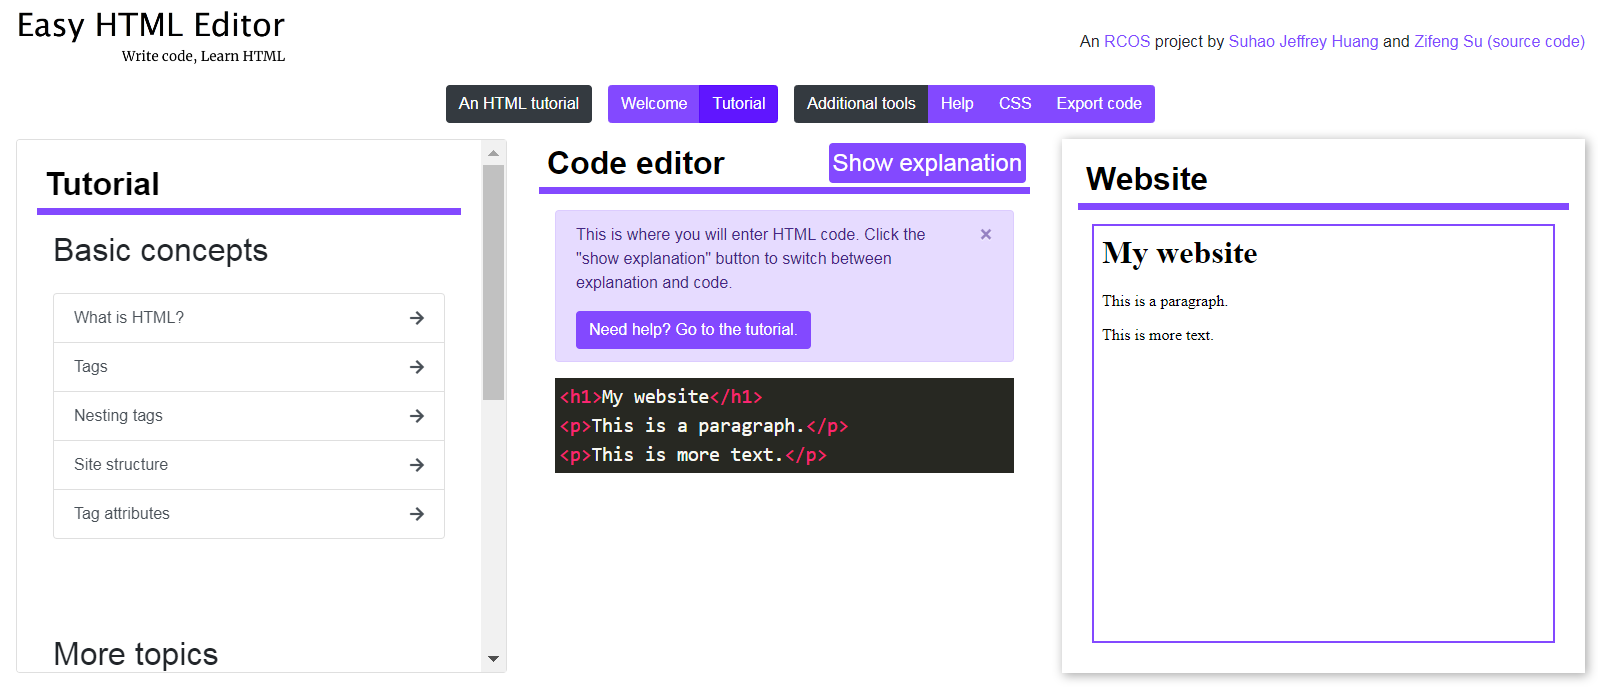 Easy HTML Editor
Write code, Learn HTML
An RCOS project by Suhao Jeffrey Huang and Zifeng Su (source code)
An HTML tutorial
Welcome
Tutorial
Additional tools
Help
CSS
Export code
Tutorial
Basic concepts
What is HTML?
Tags
Nesting tags
Site structure
Tag attributes
More topics
Code editor
Show explanation
This is where you will enter HTML code. Click the
"show explanation" button to switch between
explanation and code.
×
Need help? Go to the tutorial.
<h1>My website</h1>
<p>This is a paragraph.</p>
<p>This is more text.</p>
Website
My website
This is a paragraph.
This is more text.